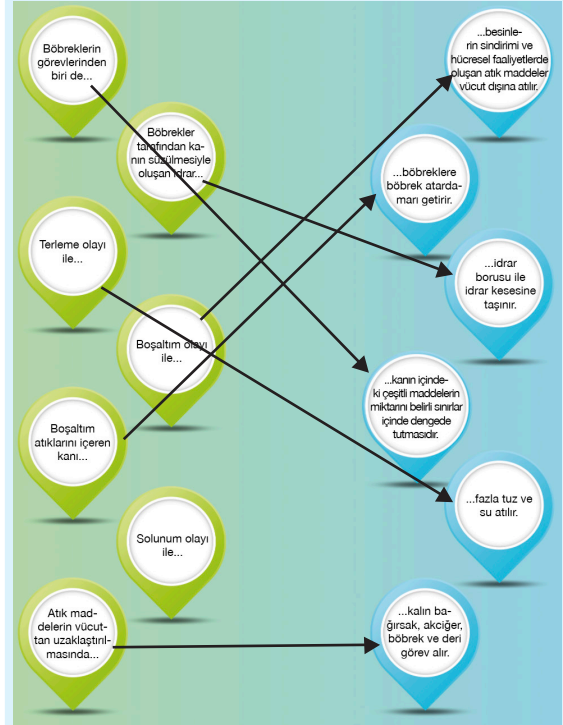 Böbreklerin
görevlerinden
biri de...
Böbrekler
tarafından ka-
nın süzülmesiyle
oluşan idrar...
Terleme olayı
ile...
Boşaltım olayı
ile...
Boşaltım
atıklarını içeren
kanı...
Solunum olayı
ile...
Atık mad-
delerin vücut-
tan uzaklaştırıl-
masında...
...besinle-
rin sindirimi ve
hücresel faaliyetlerde
oluşan atık maddeler
vücut dışına atılır.
...böbreklere
böbrek atarda-
marı getirir.
...idrar
borusu ile
idrar kesesine
taşınır.
...kanın içinde-
ki çeşitli maddelerin
miktarını belirli sınırlar
içinde dengede
tutmasıdır.
...fazla tuz ve
su atılır.
...kalın ba-
ğırsak, akciğer,
böbrek ve deri
görev alır.